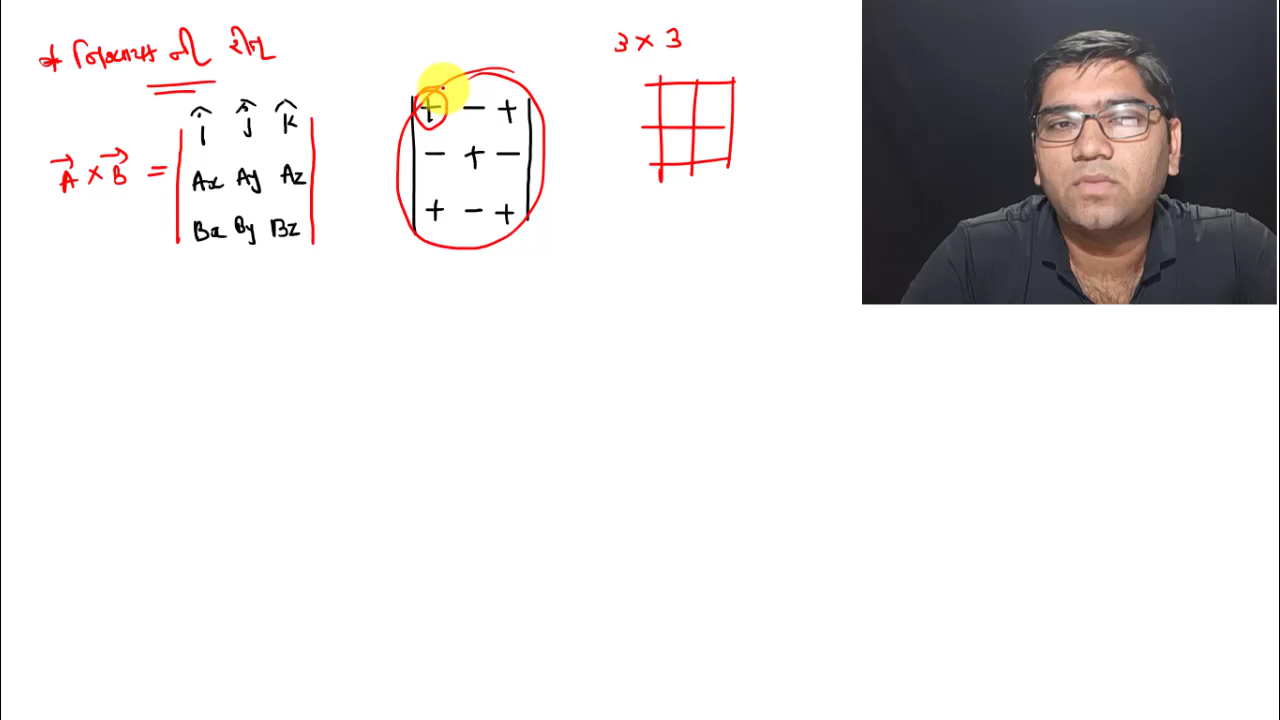 * નિશ્ચાયક ની રીત
î ĵ k̂
A⃗ × B⃗ = Ax Ay Az
Bx By Bz
+ − +
− + −
+ − +
3 × 3